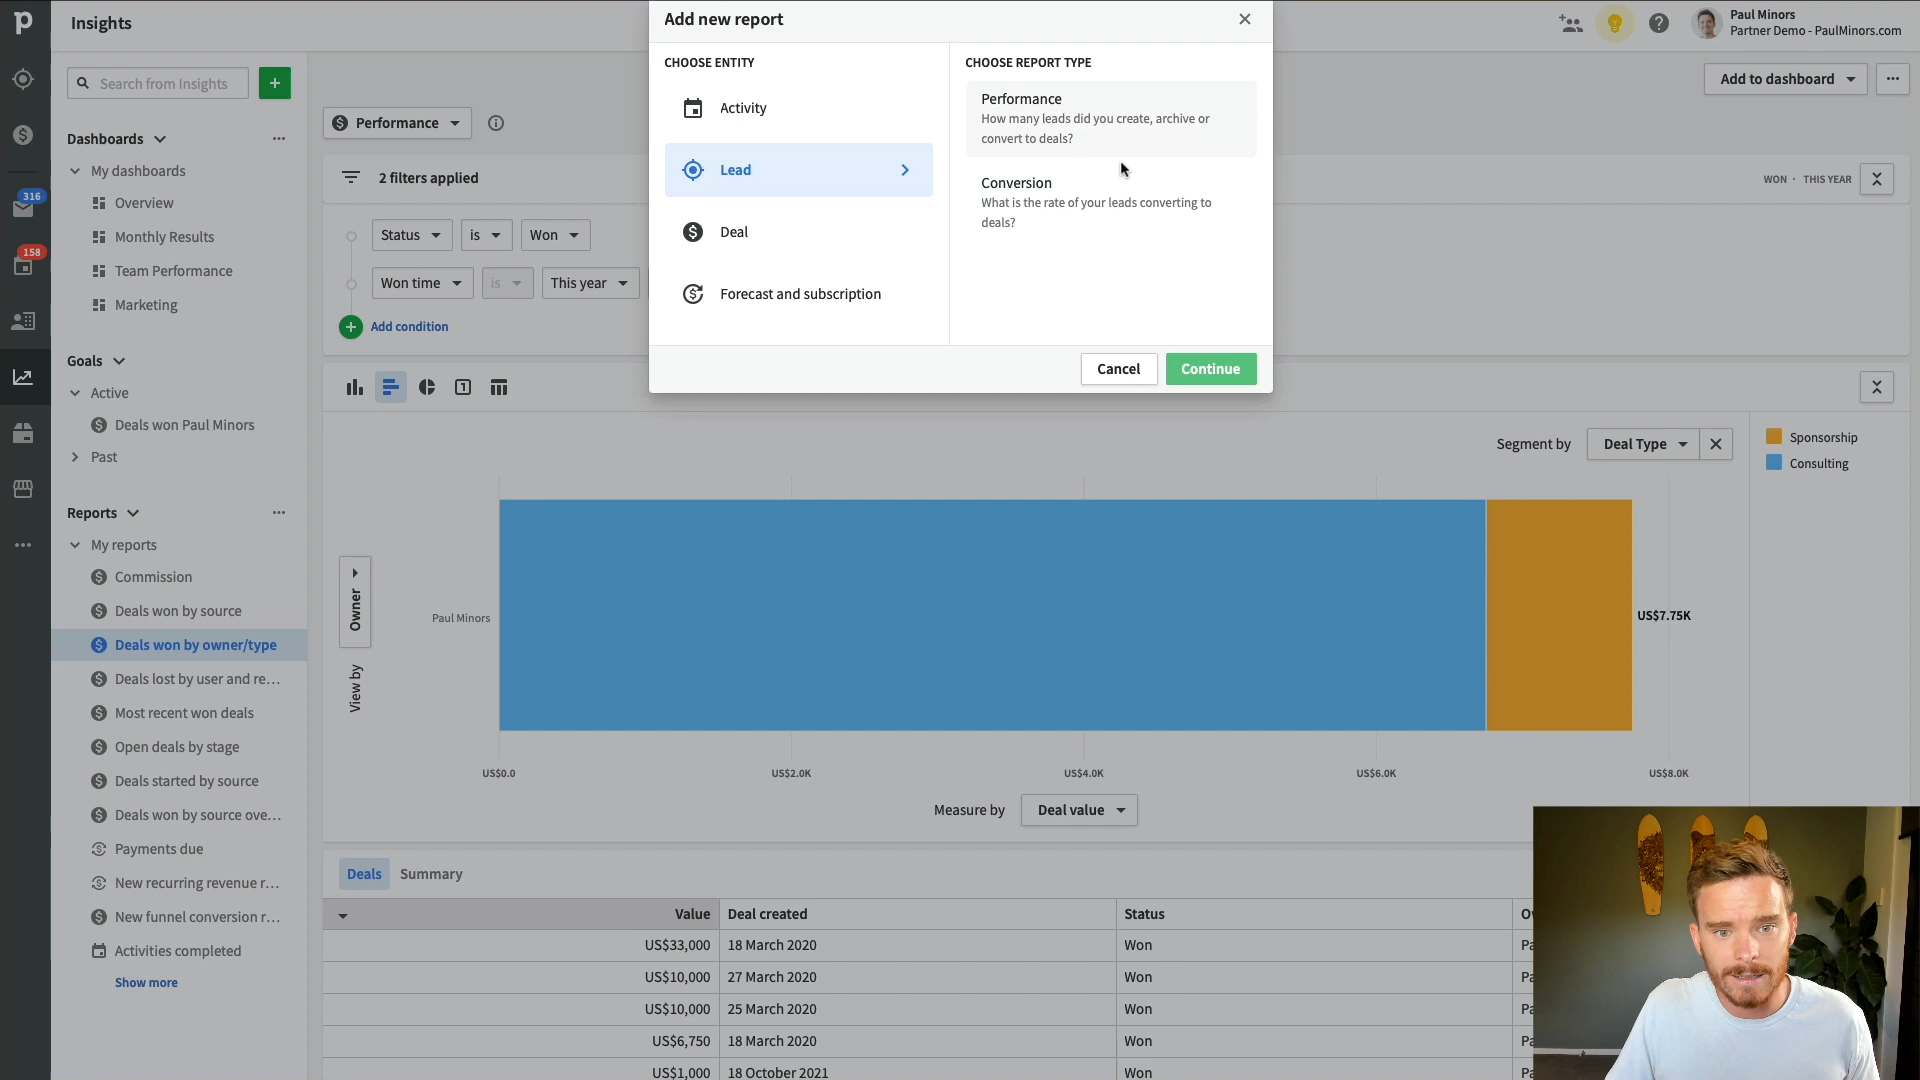 p
Insights
Add new report
Paul Minors
Partner Demo - PaulMinors.com
CHOOSE ENTITY
CHOOSE REPORT TYPE
Search from Insights
Add to dashboard
Activity
Performance
How many leads did you create, archive or
convert to deals?
Performance
Dashboards
My dashboards
Lead
Conversion
What is the rate of your leads converting to
deals?
2 filters applied
WON · THIS YEAR
316
Overview
Monthly Results
Status
is
Won
Deal
158
Team Performance
Won time
is
This year
Forecast and subscription
Marketing
Add condition
Goals
Cancel
Continue
Active
1
Deals won Paul Minors
Past
Segment by
Deal Type
Sponsorship
Consulting
Reports
My reports
Commission
Deals won by source
Deals won by owner/type
Deals lost by user and re...
Most recent won deals
Open deals by stage
Deals started by source
Deals won by source ove...
Payments due
New recurring revenue r...
New funnel conversion r...
Activities completed
Show more
Owner
View by
Paul Minors
US$7.75K
US$0.0
US$2.0K
US$4.0K
US$6.0K
US$8.0K
Measure by
Deal value
Deals
Summary
Value
Deal created
Status
US$33,000
18 March 2020
Won
Pa
US$10,000
27 March 2020
Won
Pa
US$10,000
25 March 2020
Won
Pa
US$6,750
18 March 2020
Won
Pa
US$1,000
18 October 2021
Won
Pa